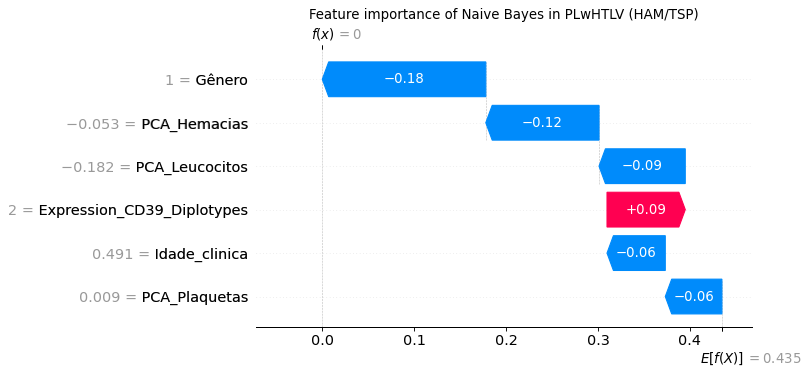 Feature importance of Naive Bayes in PLwHTLV (HAM/TSP)
f(x) = 0
1 = Gênero
−0.18
−0.053 = PCA_Hemacias
−0.12
−0.182 = PCA_Leucocitos
−0.09
2 = Expression_CD39_Diplotypes
+0.09
0.491 = Idade_clinica
−0.06
0.009 = PCA_Plaquetas
−0.06
0.0 0.1 0.2 0.3 0.4
E[f(X)] = 0.435